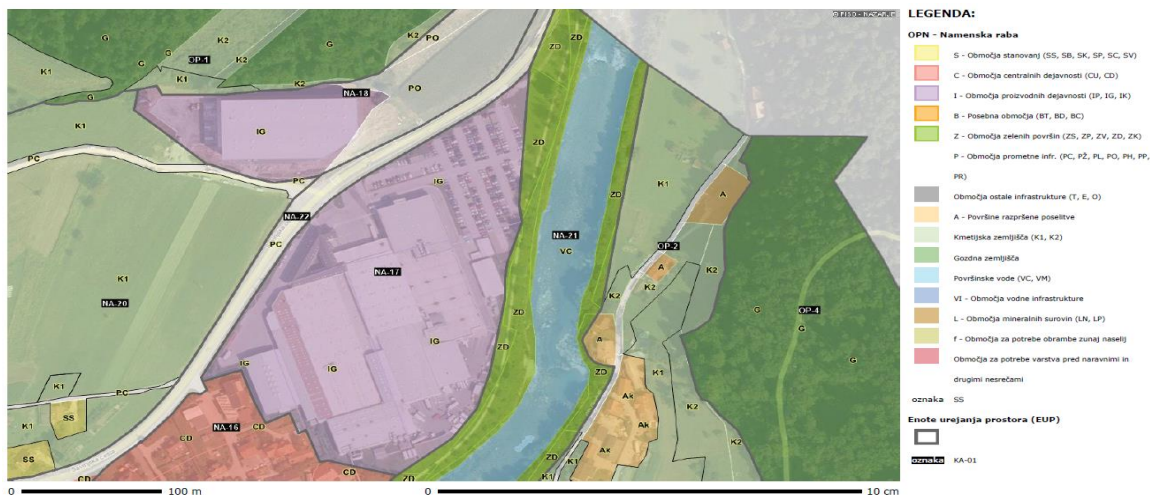 © PISO - NAZARJE
G
K2
G
K2
PO
ZD
ZD
ZD
G
OP-1
K2
K1
G
K1
K2
PO
NA-18
G
ZD
IG
K1
IG
K1
ZD
ZD
A
PC
PC
NA-22
PC
NA-21
VC
OP-2
K2
A
K2
K1
NA-17
NA-20
K2
G
OP-4
A
ZD
IG
ZD
G
IG
IG
ZD
K1
K1
PC
Ak
SS
K2
Ak
K1
NA-16
CD
CD
Ak
K2
SS
CD
CD
ZD
K1
K1
0
100 m
0
10 cm
LEGENDA:
OPN - Namenska raba
S - Območja stanovanj (SS, SB, SK, SP, SC, SV)
C - Območja centralnih dejavnosti (CU, CD)
I - Območja proizvodnih dejavnosti (IP, IG, IK)
B - Posebna območja (BT, BD, BC)
Z - Območja zelenih površin (ZS, ZP, ZV, ZD, ZK)
P - Območja prometne infr. (PC, PŽ, PL, PO, PH, PP,
PR)
Območja ostale infrastrukture (T, E, O)
A - Površine razpršene poselitve
Kmetijska zemljišča (K1, K2)
Gozdna zemljišča
Površinske vode (VC, VM)
VI - Območja vodne infrastrukture
L - Območja mineralnih surovin (LN, LP)
f - Območja za potrebe obrambe zunaj naselij
Območja za potrebe varstva pred naravnimi in
drugimi nesrečami
oznaka SS
Enote urejanja prostora (EUP)
oznaka KA-01